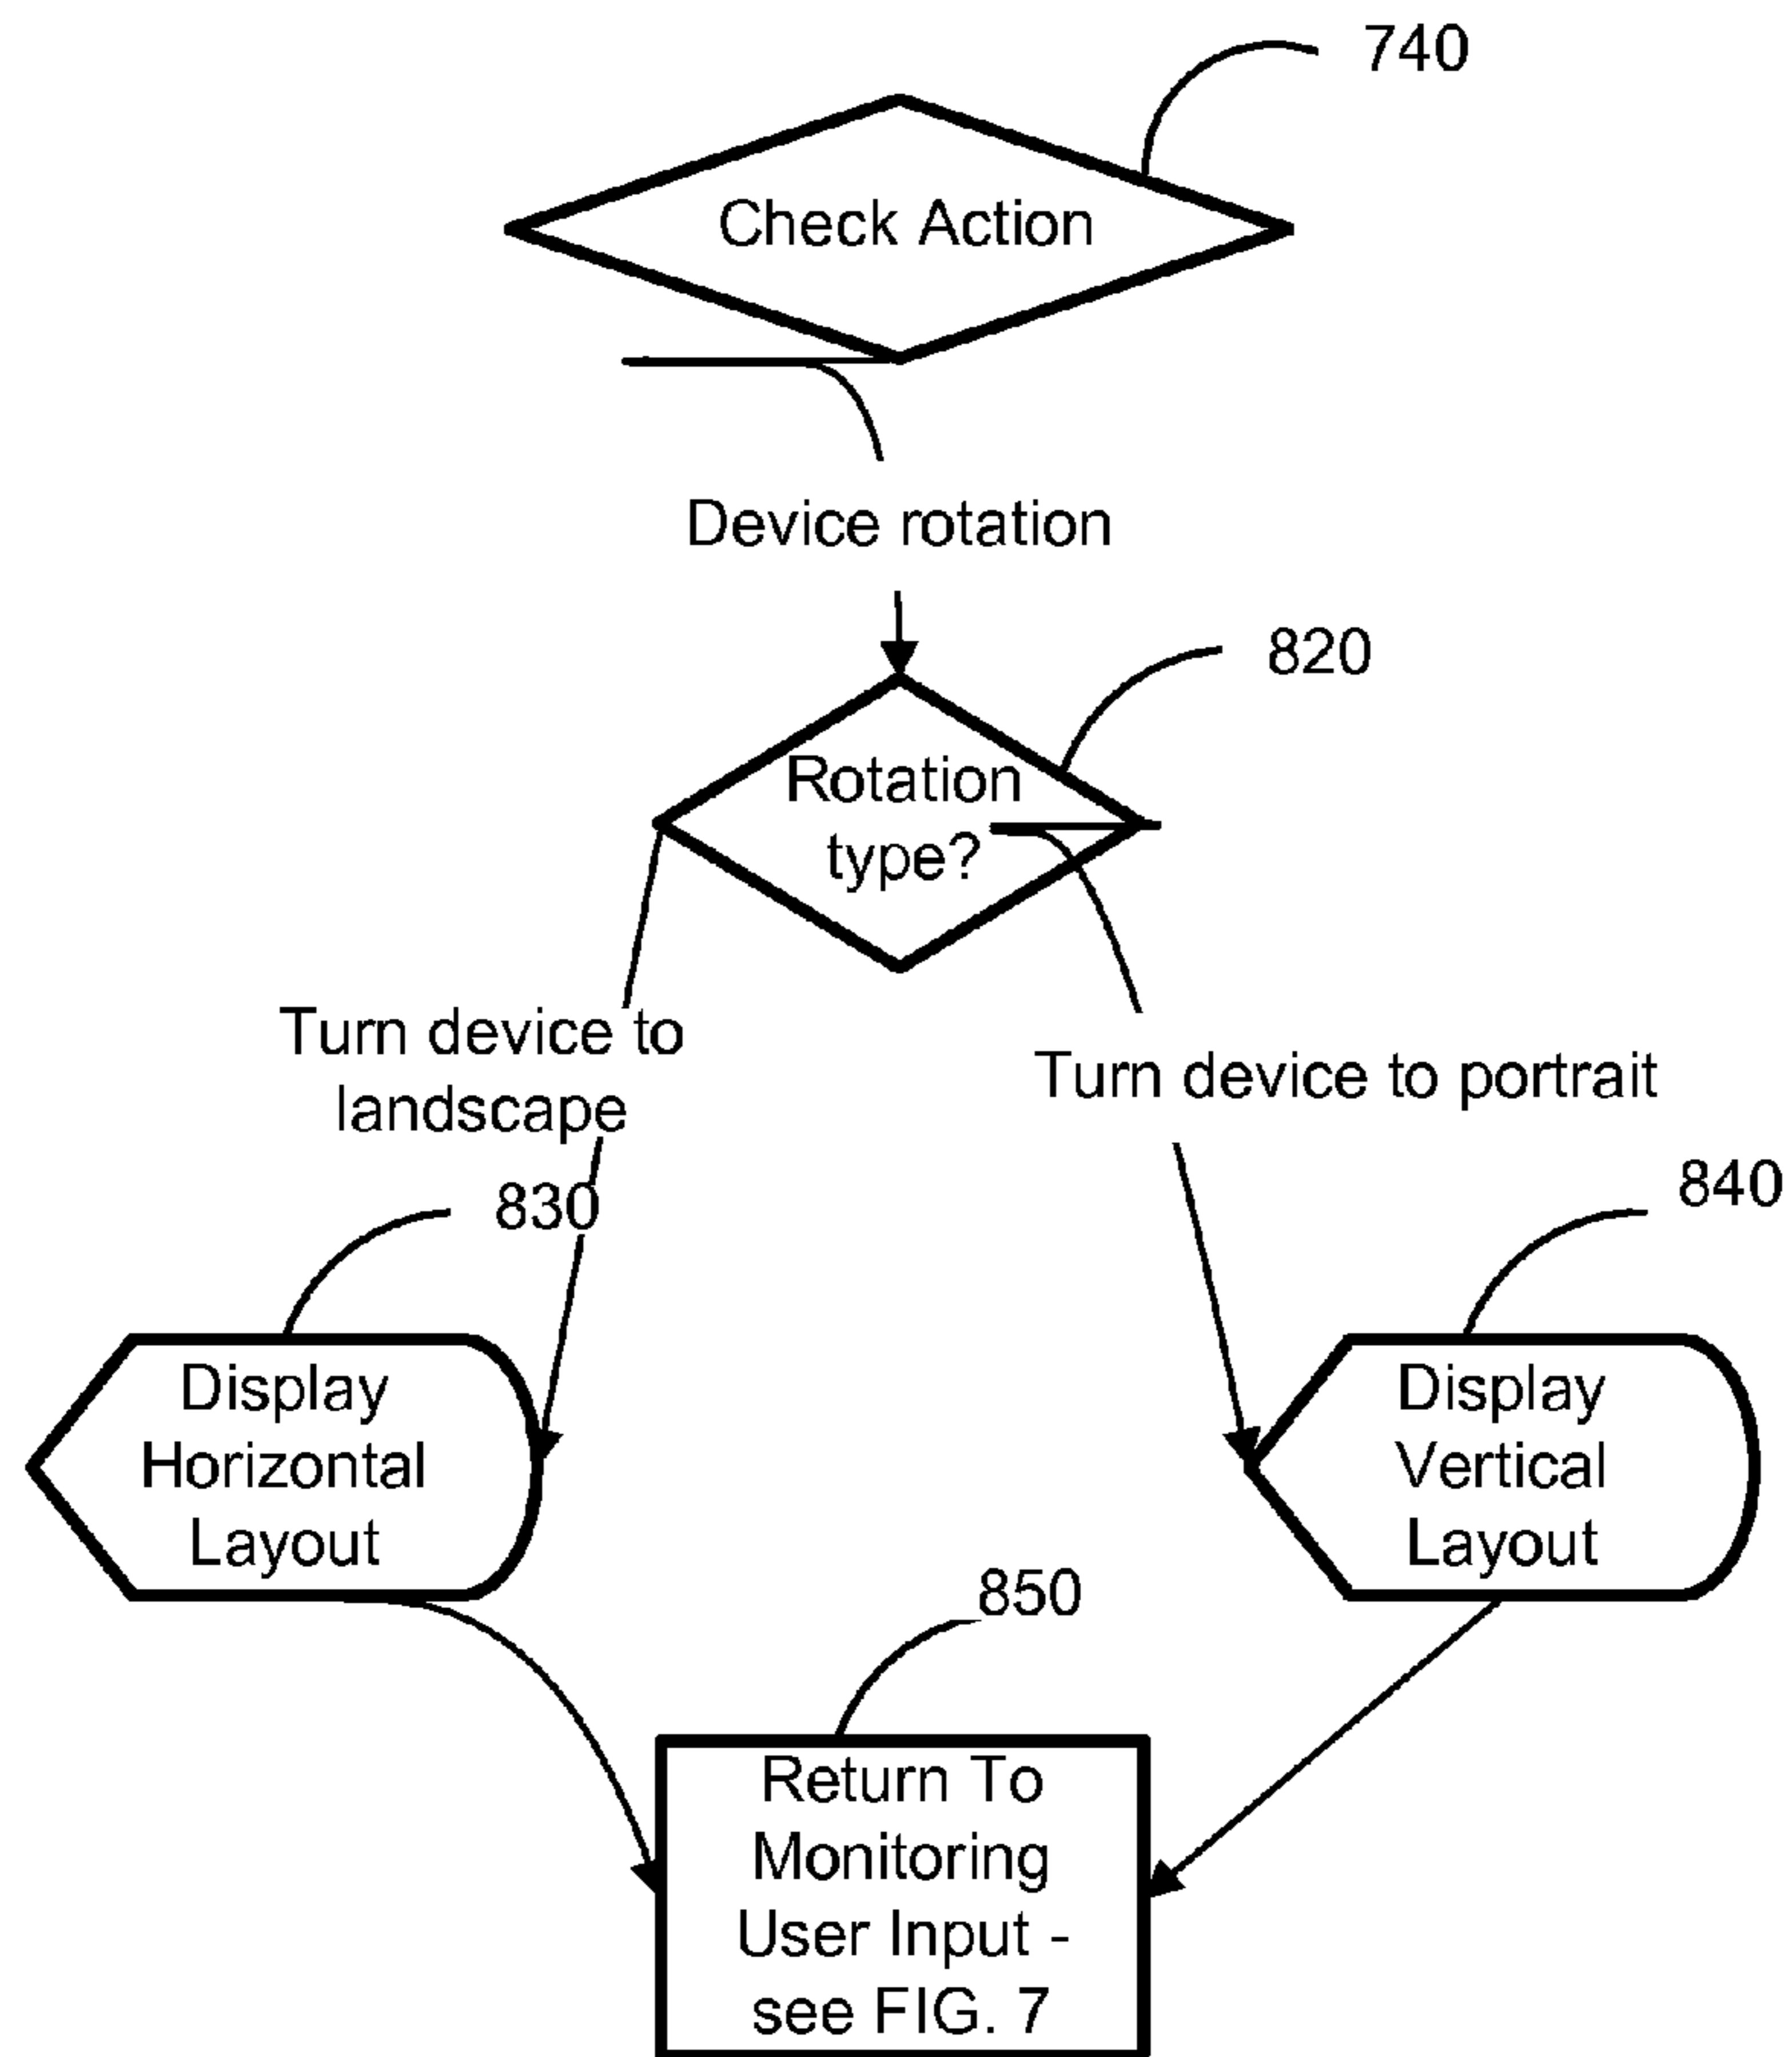 740
Check Action
Device rotation
820
Rotation
type?
Turn device to
landscape
Turn device to portrait
830
840
Display
Horizontal
Layout
Display
Vertical
Layout
850
Return To
Monitoring
User Input -
see FIG. 7